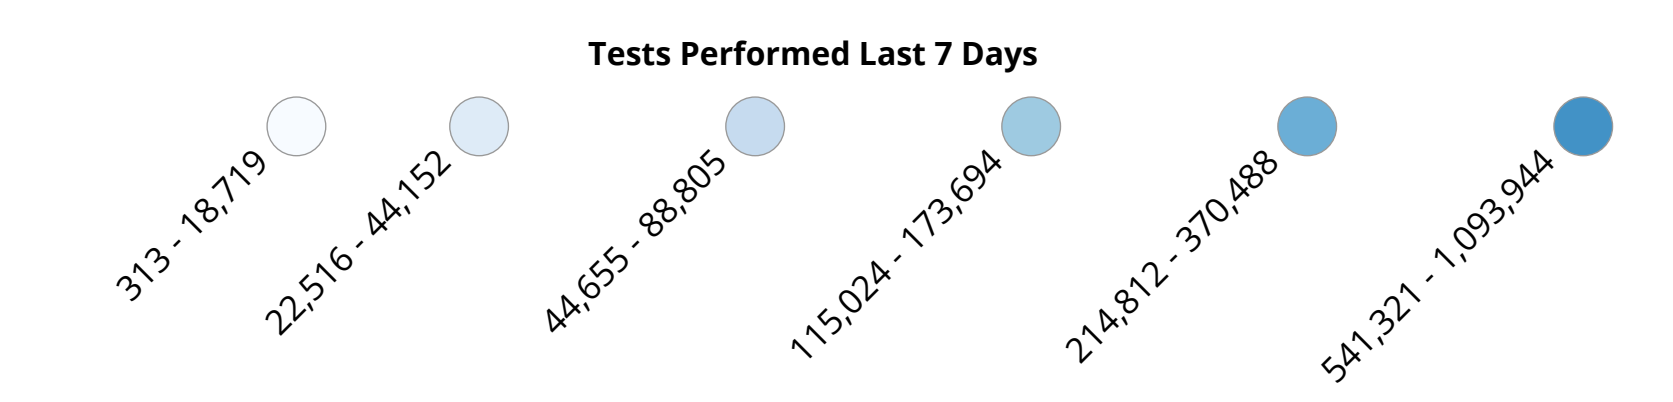 Tests Performed Last 7 Days
313 - 18,719
22,516 - 44,152
44,655 - 88,805
115,024 - 173,694
214,812 - 370,488
541,321 - 1,093,944